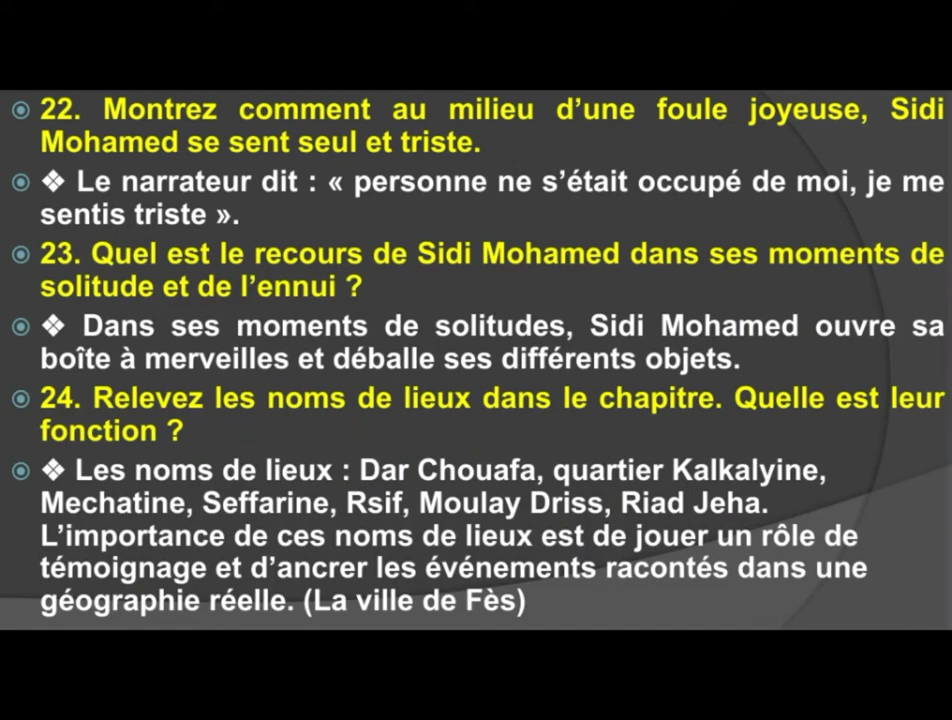 22. Montrez comment au milieu d'une foule joyeuse, Sidi
Mohamed se sent seul et triste.
❖ Le narrateur dit : « personne ne s'était occupé de moi, je me
sentis triste ».
23. Quel est le recours de Sidi Mohamed dans ses moments de
solitude et de l'ennui ?
❖ Dans ses moments de solitudes, Sidi Mohamed ouvre sa
boîte à merveilles et déballe ses différents objets.
24. Relevez les noms de lieux dans le chapitre. Quelle est leur
fonction ?
❖ Les noms de lieux : Dar Chouafa, quartier Kalkalyine,
Mechatine, Seffarine, Rsif, Moulay Driss, Riad Jeha.
L'importance de ces noms de lieux est de jouer un rôle de
témoignage et d'ancrer les événements racontés dans une
géographie réelle. (La ville de Fès)